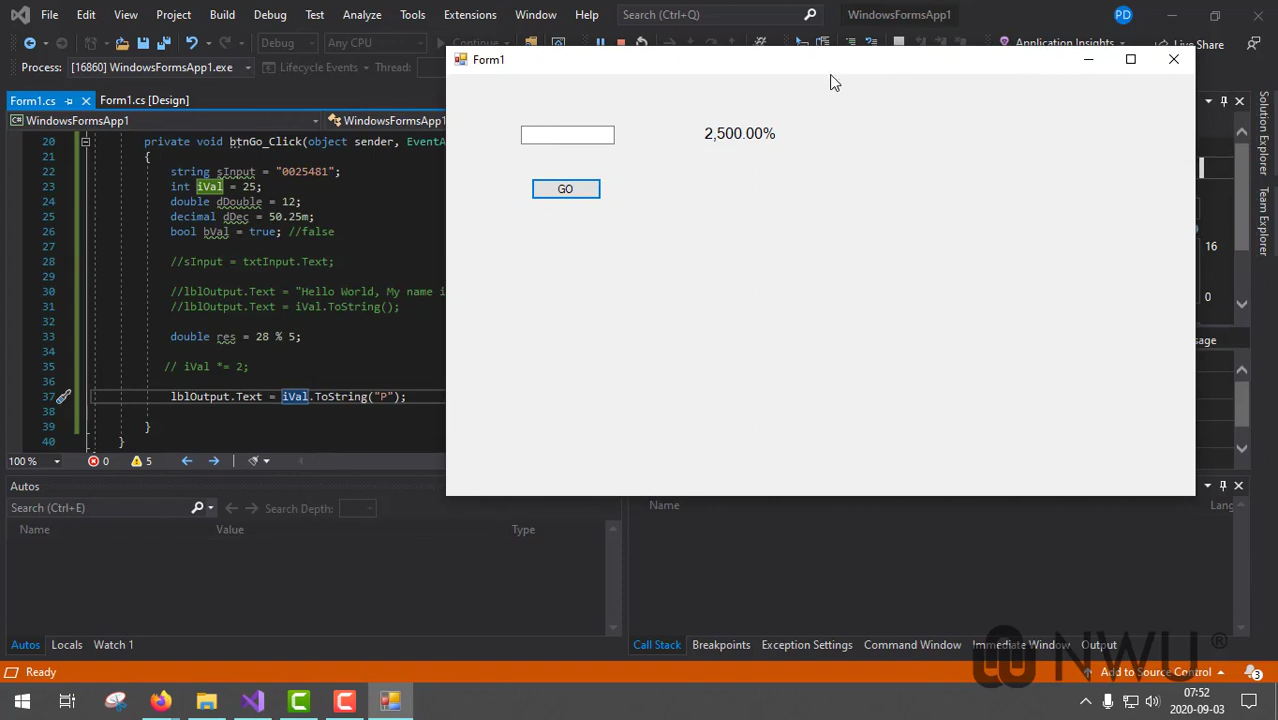 File Edit View Project Build Debug Test Analyze Tools Extensions Window Help Search (Ctrl+Q) WindowsFormsApp1 PD
Debug Any CPU Continue Application Insights Live Share
Process: [16860] WindowsFormsApp1.exe Lifecycle Events Thread: Form1
Form1.cs Form1.cs [Design]
WindowsFormsApp1 WindowsFormsApp1
2,500.00%
GO
20 private void btnGo_Click(object sender, EventA
21 {
22 string sInput = "0025481";
23 int iVal = 25;
24 double dDouble = 12;
25 decimal dDec = 50.25m;
26 bool bVal = true; //false
27
28 //sInput = txtInput.Text;
29
30 //lblOutput.Text = "Hello World, My name i
31 //lblOutput.Text = iVal.ToString();
32
33 double res = 28 % 5;
34
35 // iVal *= 2;
36
37 lblOutput.Text = iVal.ToString("P");
38
39 }
40 }
Solution Explorer
Team Explorer
16
0
ssage
100 % 0 5
Autos
Search (Ctrl+E) Search Depth:
Name Value Type
Name Lang
Autos Locals Watch 1
Call Stack Breakpoints Exception Settings Command Window Immediate Window Output
NWU ®
Ready Add to Source Control 3
07:52
2020-09-03